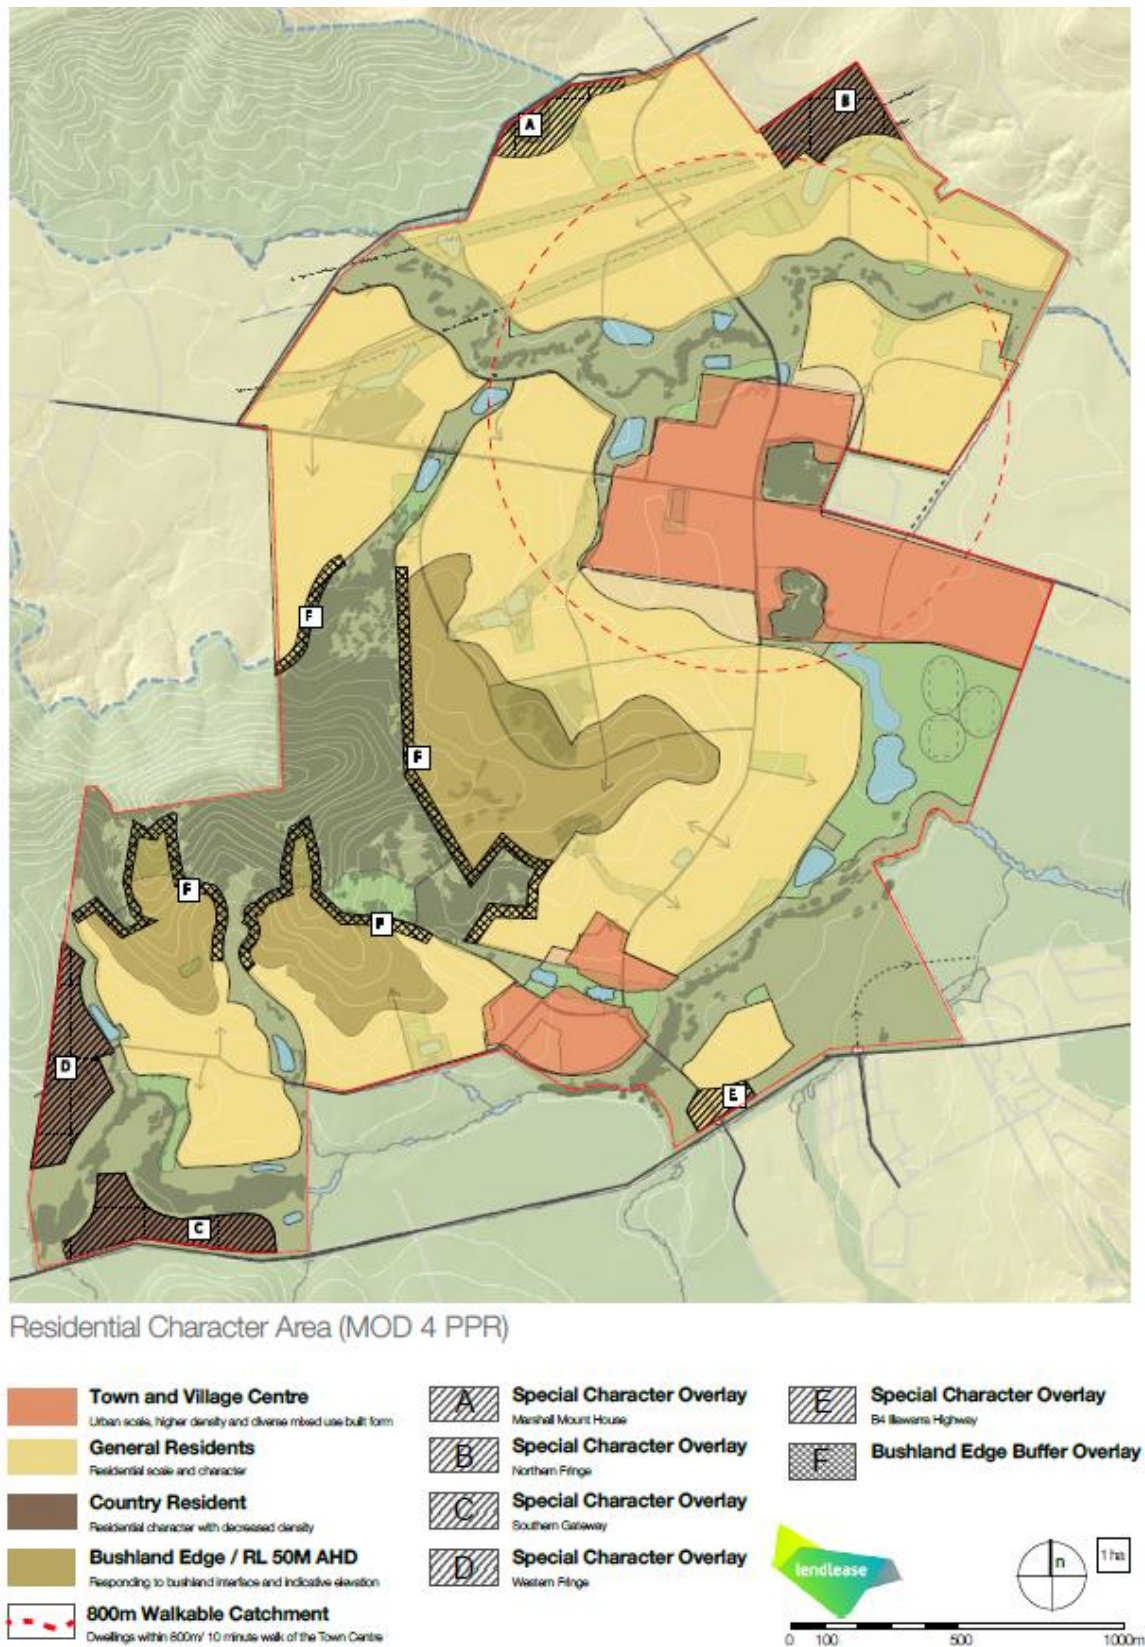 A
B
F
F
F
F
D
E
C
Residential Character Area (MOD 4 PPR)
Town and Village Centre
Urban scale, higher density and diverse mixed use built form
General Residents
Residential scale and character
Country Resident
Residential character with decreased density
Bushland Edge / RL 50M AHD
Responding to bushland interface and indicative elevation
800m Walkable Catchment
Dwellings within 800m/ 10 minute walk of the Town Centre
A Special Character Overlay
Marshall Mount House
B Special Character Overlay
Northern Fringe
C Special Character Overlay
Southern Gateway
D Special Character Overlay
Western Fringe
E Special Character Overlay
B4 Illawarra Highway
F Bushland Edge Buffer Overlay
lendlease
n
1 ha
0 100 500 1000m